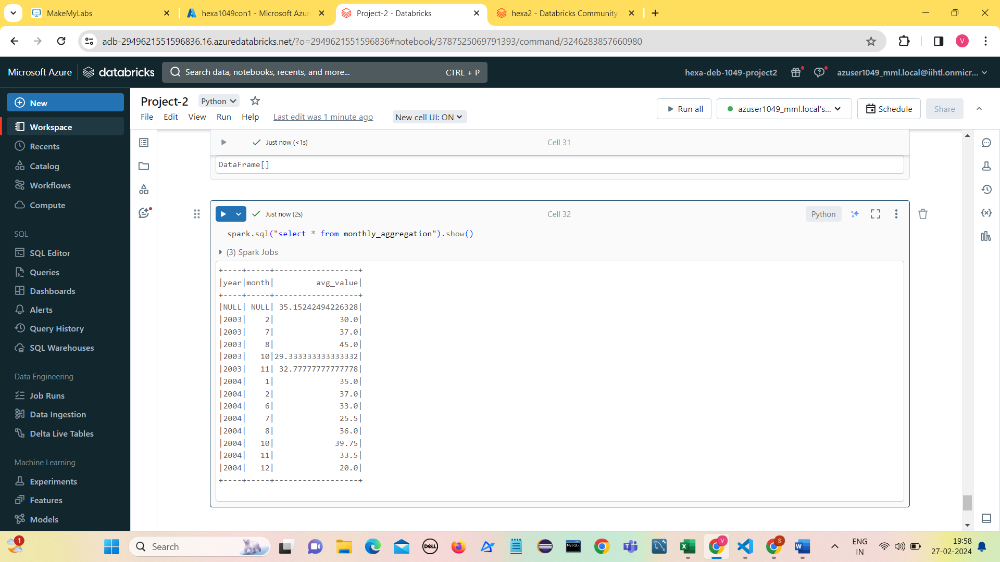 MakeMyLabs
hexa1049con1 - Microsoft Azu
Project-2 - Databricks
hexa2 - Databricks Community
adb-2949621551596836.16.azuredatabricks.net/?o=2949621551596836#notebook/3787525069791393/command/3246283857660980
V
Microsoft Azure
databricks
Search data, notebooks, recents, and more...
CTRL + P
hexa-deb-1049-project2
azuser1049_mml.local@iihtl.onmicr...
New
Workspace
Recents
Catalog
Workflows
Compute
SQL
SQL Editor
Queries
Dashboards
Alerts
Query History
SQL Warehouses
Data Engineering
Job Runs
Data Ingestion
Delta Live Tables
Machine Learning
Experiments
Features
Models
Project-2
Python
File Edit View Run Help
Last edit was 1 minute ago
New cell UI: ON
Run all
azuser1049_mml.local's...
Schedule
Share
Just now (<1s)
Cell 31
DataFrame[]
Just now (2s)
Cell 32
Python
spark.sql("select * from monthly_aggregation").show()
(3) Spark Jobs
+----+-----+------------------+
|year|month|         avg_value|
+----+-----+------------------+
|NULL| NULL| 35.15242494226328|
|2003|    2|              30.0|
|2003|    7|              37.0|
|2003|    8|              45.0|
|2003|   10|29.333333333333332|
|2003|   11| 32.77777777777778|
|2004|    1|              35.0|
|2004|    2|              37.0|
|2004|    6|              33.0|
|2004|    7|              25.5|
|2004|    8|              36.0|
|2004|   10|             39.75|
|2004|   11|              33.5|
|2004|   12|              20.0|
+----+-----+------------------+
1
Search
DELL
MySQL
V
S
ENG
IN
19:58
27-02-2024